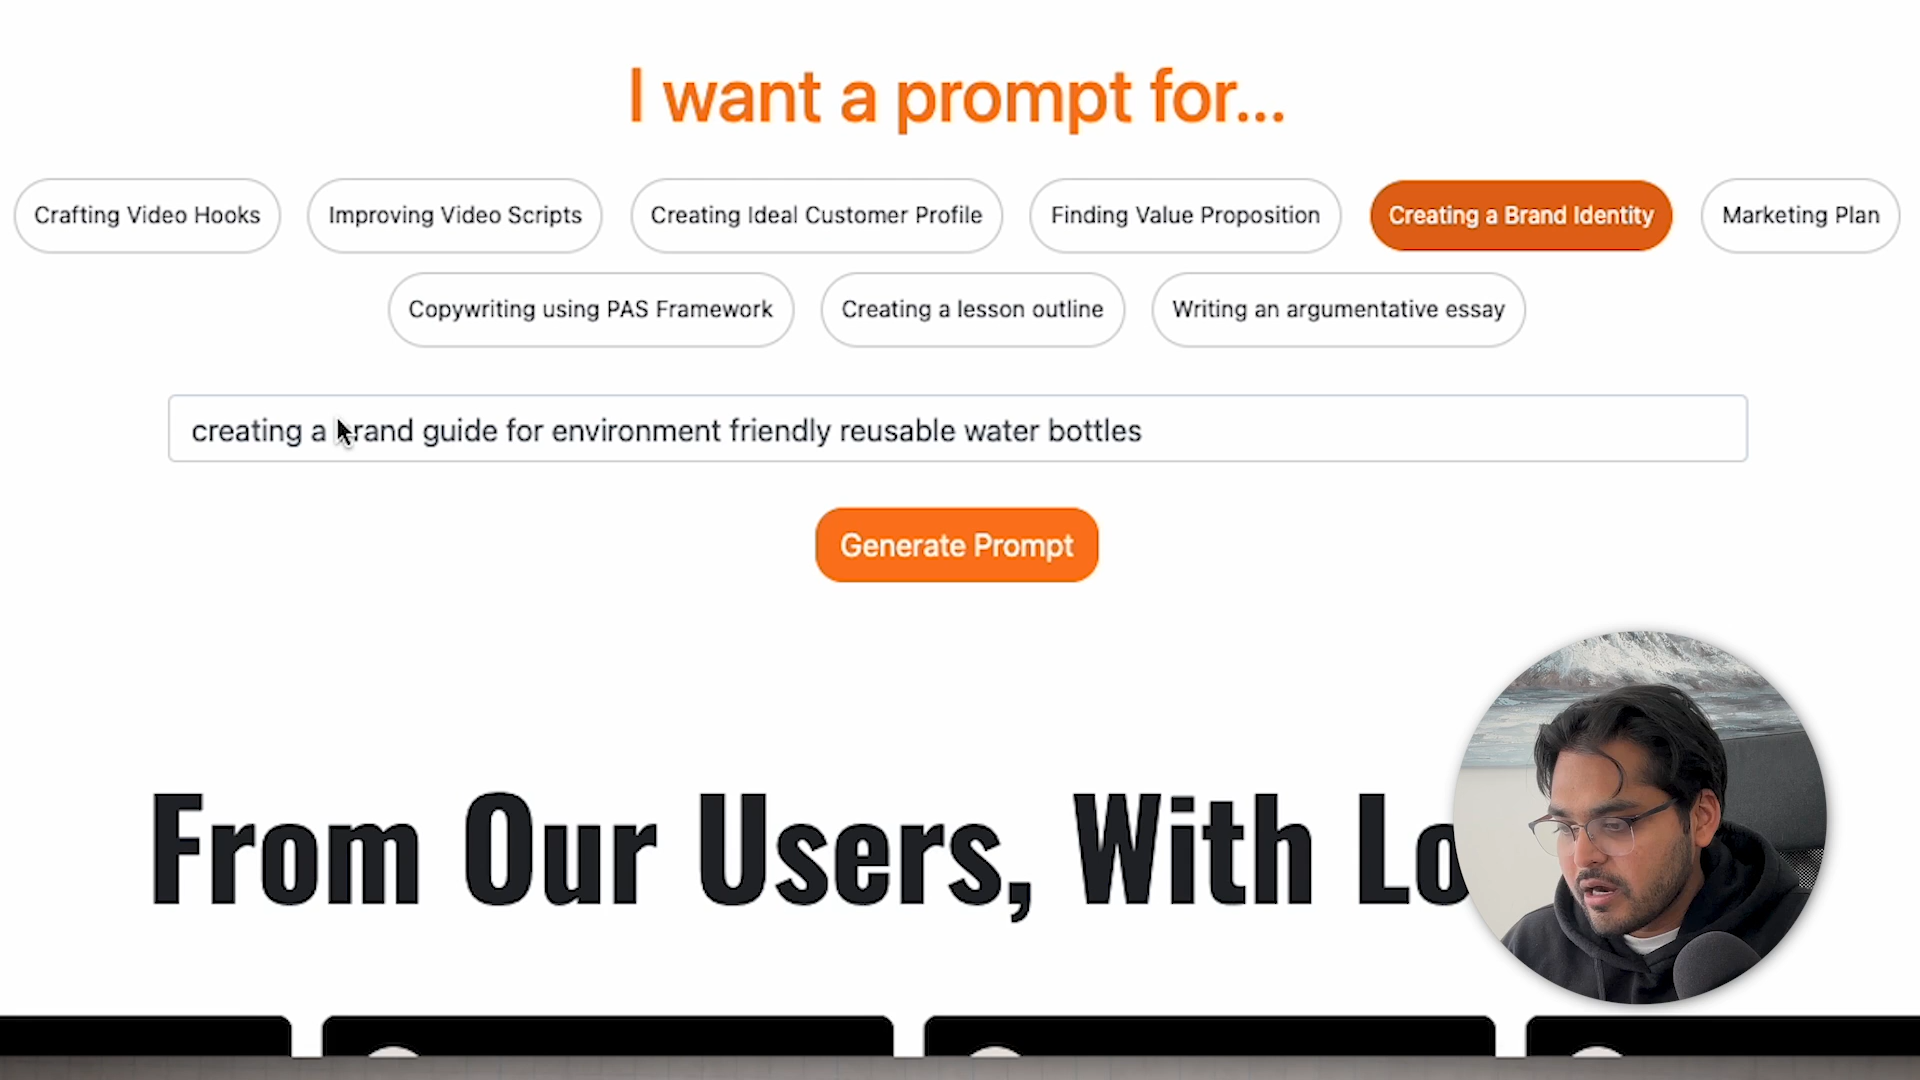 I want a prompt for...
Crafting Video Hooks
Improving Video Scripts
Creating Ideal Customer Profile
Finding Value Proposition
Creating a Brand Identity
Marketing Plan
Copywriting using PAS Framework
Creating a lesson outline
Writing an argumentative essay
creating a brand guide for environment friendly reusable water bottles
Generate Prompt
From Our Users, With